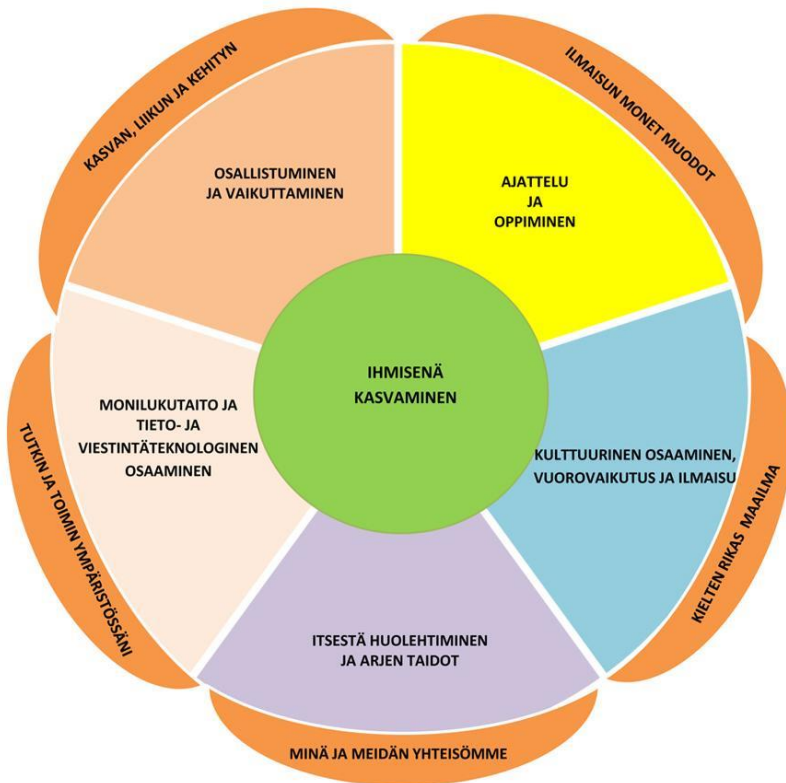 KASVAN, LIIKUN JA KEHITYN
ILMAISUN MONET MUODOT
OSALLISTUMINEN
JA VAIKUTTAMINEN
AJATTELU
JA
OPPIMINEN
IHMISENÄ
KASVAMINEN
MONILUKUTAITO JA
TIETO- JA
VIESTINTÄTEKNOLOGINEN
OSAAMINEN
KULTTUURINEN OSAAMINEN,
VUOROVAIKUTUS JA ILMAISU
TUTKIN JA TOIMIN YMPÄRISTÖSSÄNI
KIELTEN RIKAS MAAILMA
ITSESTÄ HUOLEHTIMINEN
JA ARJEN TAIDOT
MINÄ JA MEIDÄN YHTEISÖMME